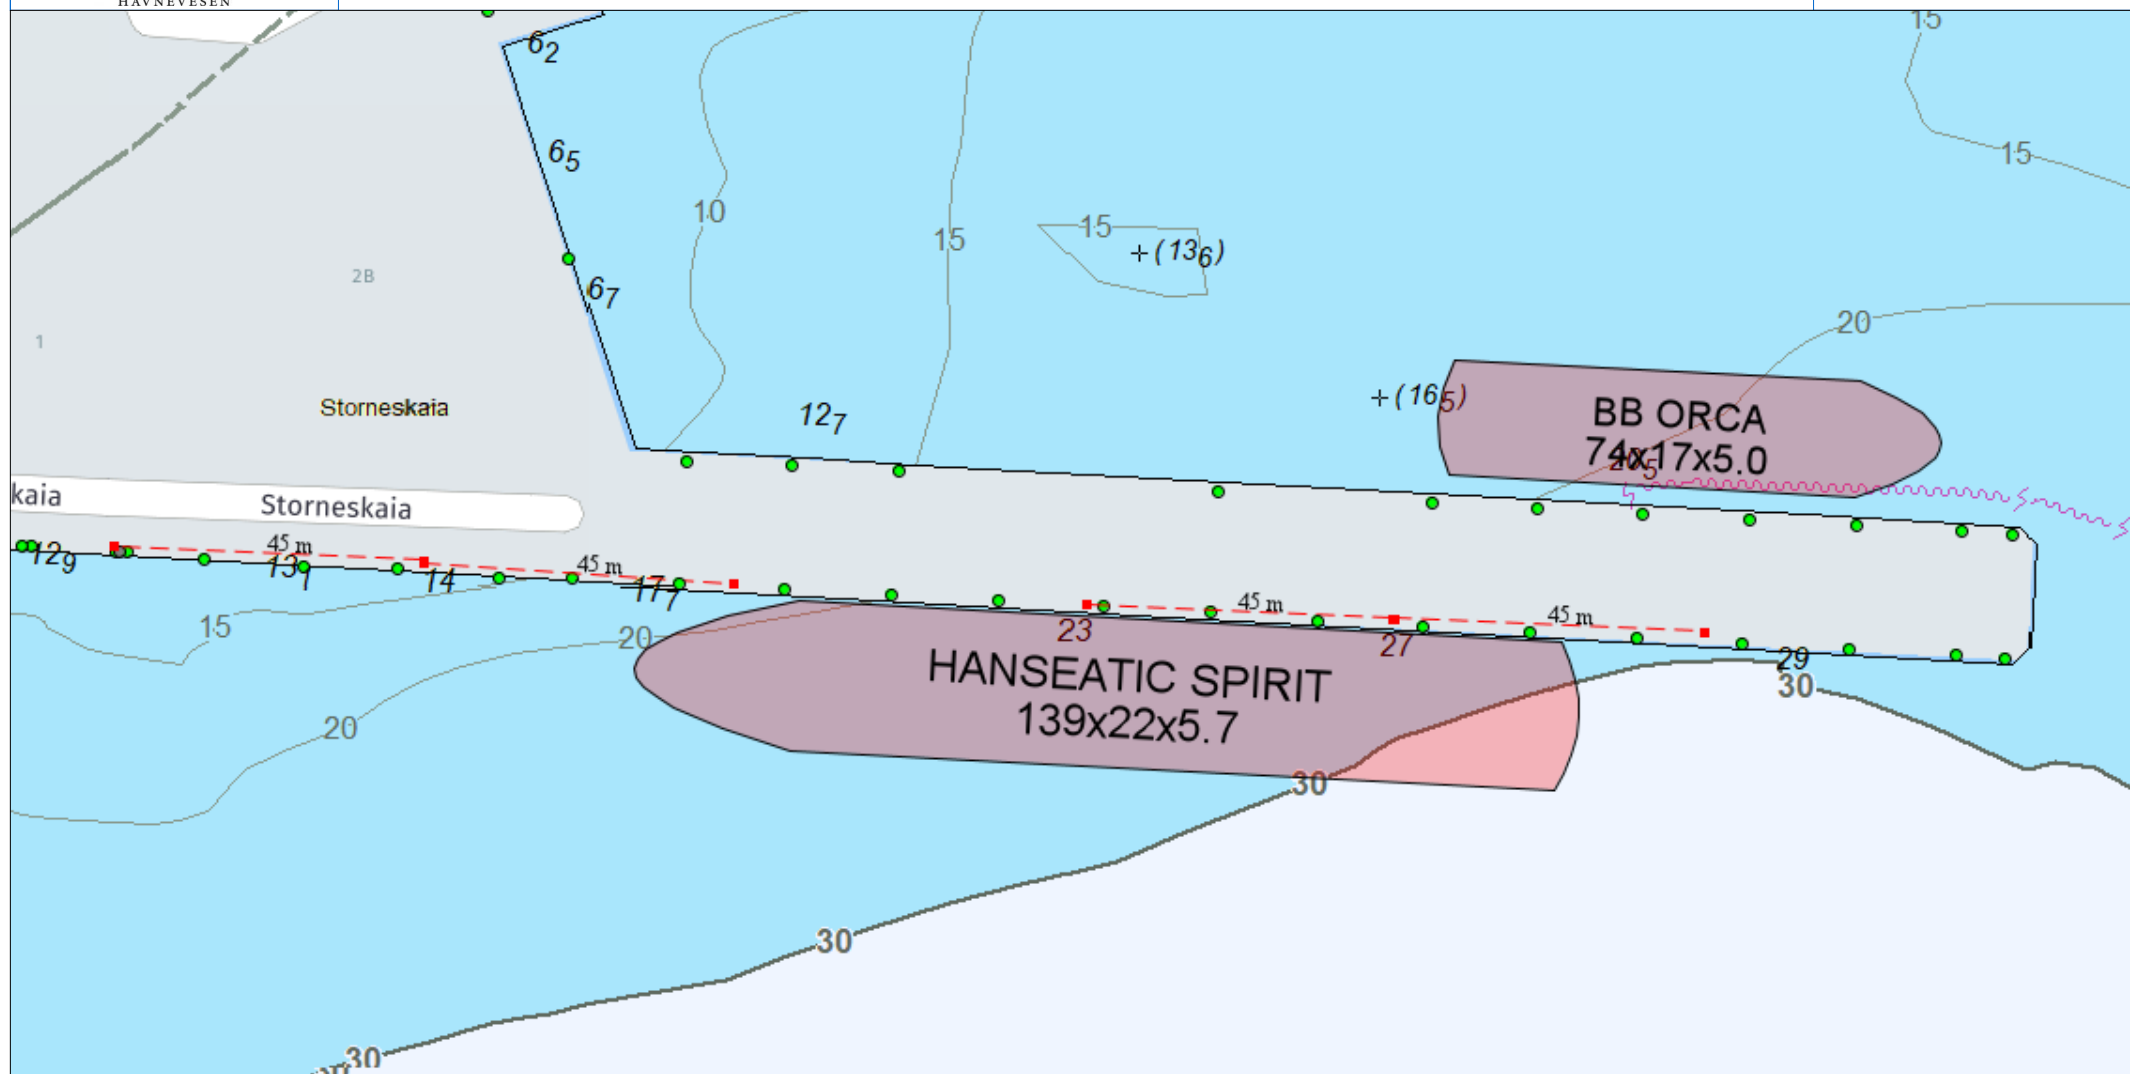 HAVNEVESEN
15
6₂
6₅
15
10
15
15
(13₆)
2B
6₇
20
1
Storneskaia
12₇
(16₅)
BB ORCA
74x17x5.0
20₅
kaia
Storneskaia
12₉
45 m
13₁
14
45 m
17₇
45 m
45 m
15
20
23
27
29
30
HANSEATIC SPIRIT
139x22x5.7
20
30
30
30